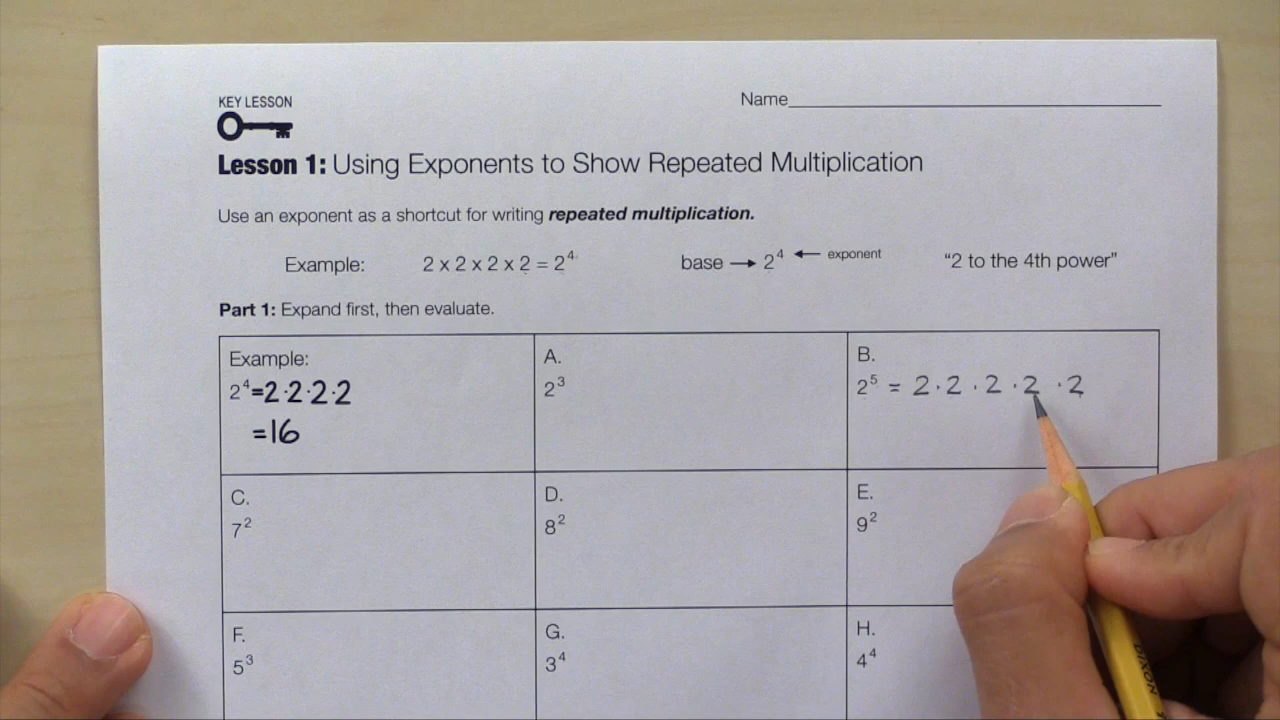 KEY LESSON
Name
Lesson 1: Using Exponents to Show Repeated Multiplication
Use an exponent as a shortcut for writing repeated multiplication.
Example: 2 x 2 x 2 x 2 = 2⁴ base → 2⁴ ← exponent "2 to the 4th power"
Part 1: Expand first, then evaluate.
Example:
2⁴=2·2·2·2
=16
A.
2³
B.
2⁵ = 2·2·2·2·2
C.
7²
D.
8²
E.
9²
F.
5³
G.
3⁴
H.
4⁴
DIXON